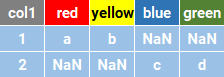 col1 red yellow blue green
1 a b NaN NaN
2 NaN NaN c d